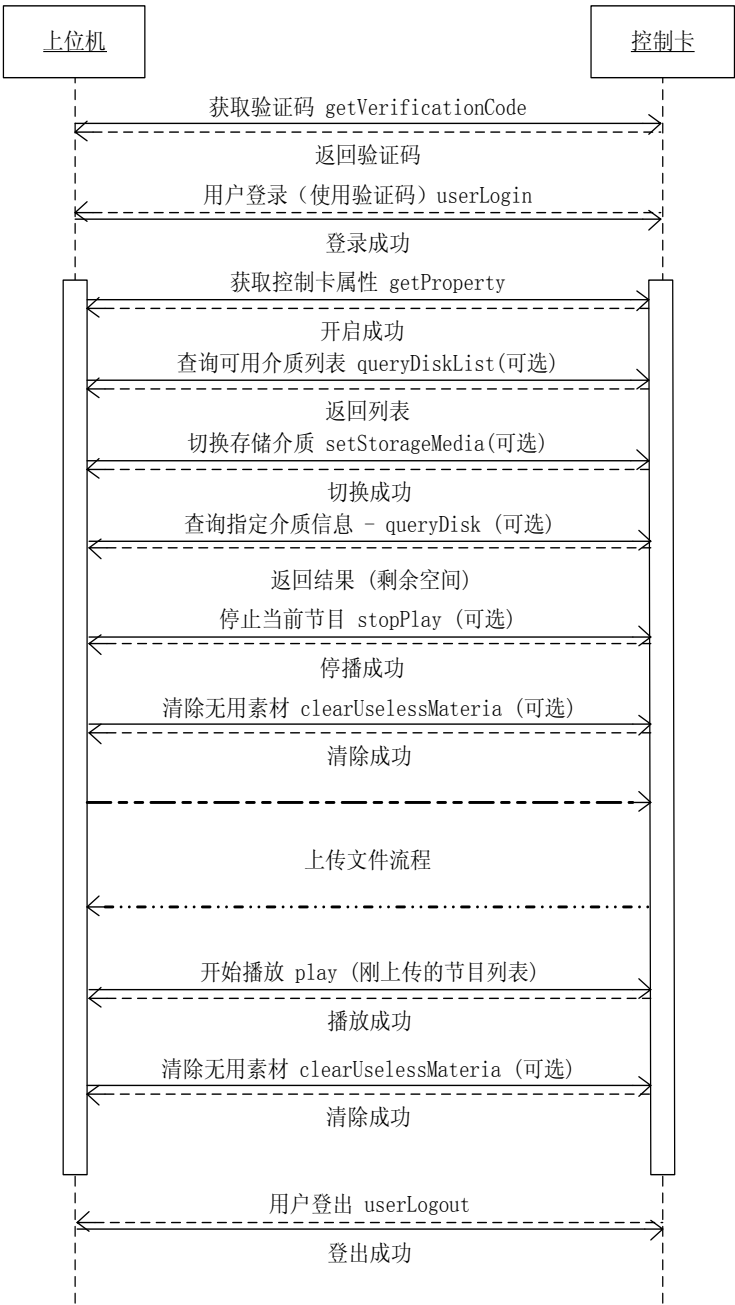 上位机
控制卡
获取验证码 getVerificationCode
返回验证码
用户登录（使用验证码）userLogin
登录成功
获取控制卡属性 getProperty
开启成功
查询可用介质列表 queryDiskList(可选)
返回列表
切换存储介质 setStorageMedia(可选)
切换成功
查询指定介质信息 - queryDisk (可选)
返回结果 (剩余空间)
停止当前节目 stopPlay (可选)
停播成功
清除无用素材 clearUselessMateria (可选)
清除成功
上传文件流程
开始播放 play (刚上传的节目列表)
播放成功
清除无用素材 clearUselessMateria (可选)
清除成功
用户登出 userLogout
登出成功